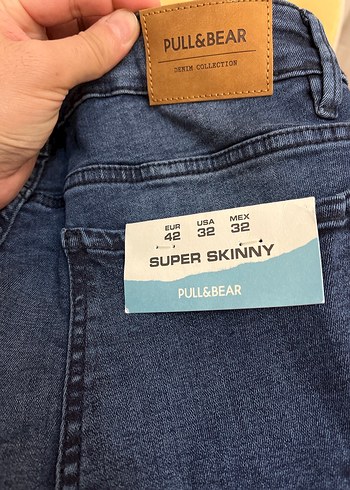 PULL&BEAR
DENIM COLLECTION
EUR USA MEX
42 32 32
SUPER SKINNY
PULL&BEAR